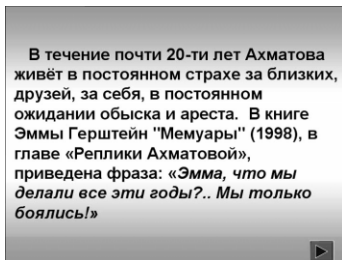 В течение почти 20-ти лет Ахматова
живёт в постоянном страхе за близких,
друзей, за себя, в постоянном
ожидании обыска и ареста. В книге
Эммы Герштейн "Мемуары" (1998), в
главе «Реплики Ахматовой»,
приведена фраза: «Эмма, что мы
делали все эти годы?.. Мы только
боялись!»